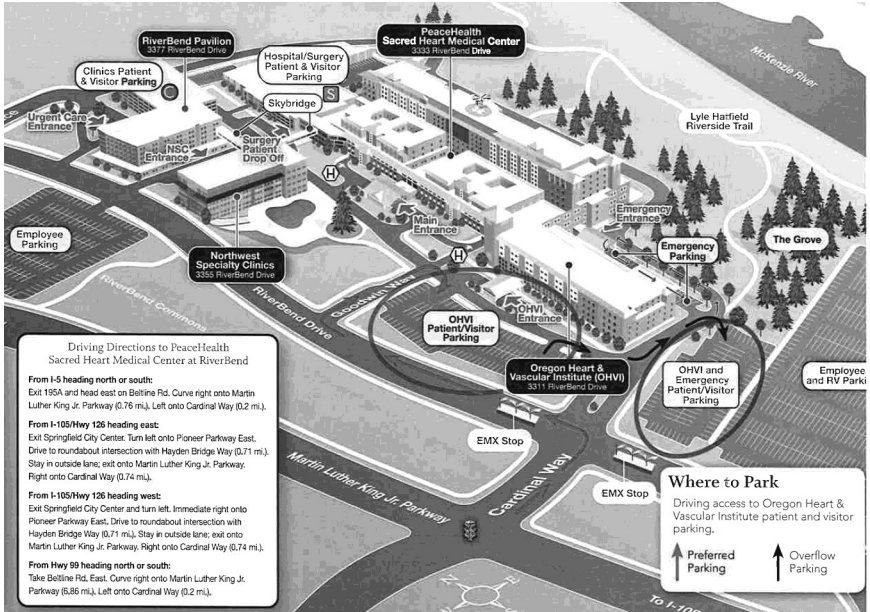 RiverBend Pavilion
3377 RiverBend Drive
PeaceHealth
Sacred Heart Medical Center
3333 RiverBend Drive
Clinics Patient
& Visitor Parking
C
Hospital/Surgery
Patient & Visitor
Parking
S
Skybridge
McKenzie River
Lyle Hatfield
Riverside Trail
Urgent Care
Entrance
NSC
Entrance
Surgery
Patient
Drop Off
H
Main
Entrance
H
Emergency
Entrance
Emergency
Parking
The Grove
Employee
Parking
Northwest
Specialty Clinics
3355 RiverBend Drive
RiverBend Commons
RiverBend Drive
Goodwin Way
OHVI
Entrance
OHVI
Patient/Visitor
Parking
Oregon Heart &
Vascular Institute (OHVI)
3311 RiverBend Drive
OHVI and
Emergency
Patient/Visitor
Parking
Employee
and RV Parki
EMX Stop
EMX Stop
Martin Luther King Jr. Parkway
Cardinal Way
To I-105
Driving Directions to PeaceHealth
Sacred Heart Medical Center at RiverBend
From I-5 heading north or south:
Exit 195A and head east on Beltline Rd. Curve right onto Martin
Luther King Jr. Parkway (0.76 mi.). Left onto Cardinal Way (0.2 mi.).
From I-105/Hwy 126 heading east:
Exit Springfield City Center. Turn left onto Pioneer Parkway East.
Drive to roundabout intersection with Hayden Bridge Way (0.71 mi.).
Stay in outside lane; exit onto Martin Luther King Jr. Parkway.
Right onto Cardinal Way (0.74 mi.).
From I-105/Hwy 126 heading west:
Exit Springfield City Center and turn left. Immediate right onto
Pioneer Parkway East. Drive to roundabout intersection with
Hayden Bridge Way (0.71 mi.). Stay in outside lane; exit onto
Martin Luther King Jr. Parkway. Right onto Cardinal Way (0.74 mi.).
From Hwy 99 heading north or south:
Take Beltline Rd. East. Curve right onto Martin Luther King Jr.
Parkway (6.86 mi.). Left onto Cardinal Way (0.2 mi.).
Where to Park
Driving access to Oregon Heart &
Vascular Institute patient and visitor
parking.
Preferred
Parking
Overflow
Parking